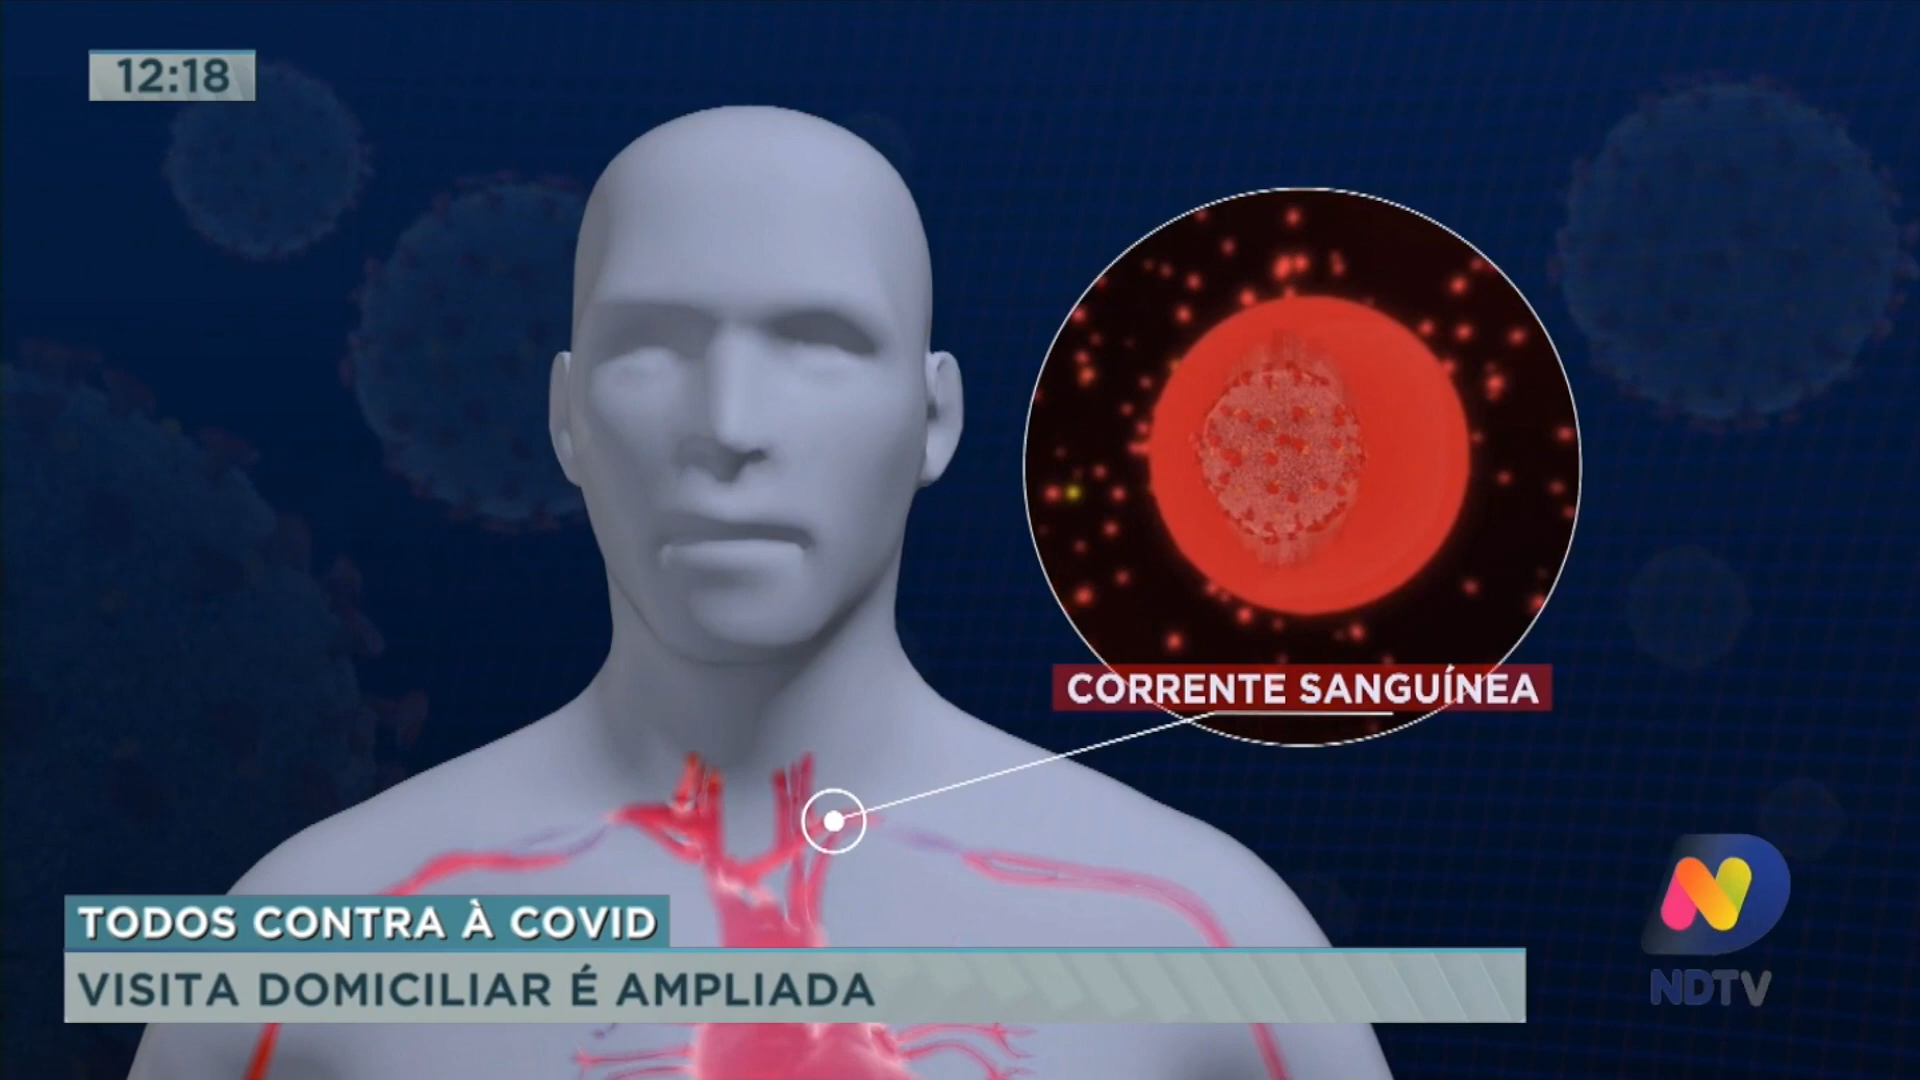 12:18
CORRENTE SANGUÍNEA
TODOS CONTRA À COVID
VISITA DOMICILIAR É AMPLIADA
NDTV